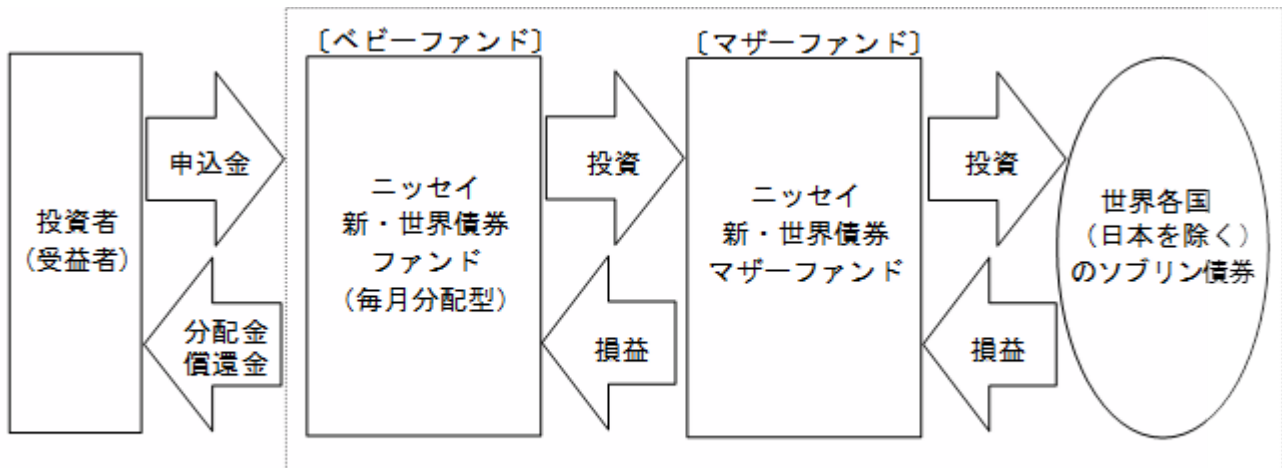 〔ベビーファンド〕
〔マザーファンド〕
投資者
(受益者)
申込金
分配金
償還金
ニッセイ
新・世界債券
ファンド
(毎月分配型)
投資
損益
ニッセイ
新・世界債券
マザーファンド
投資
損益
世界各国
(日本を除く)
のソブリン債券